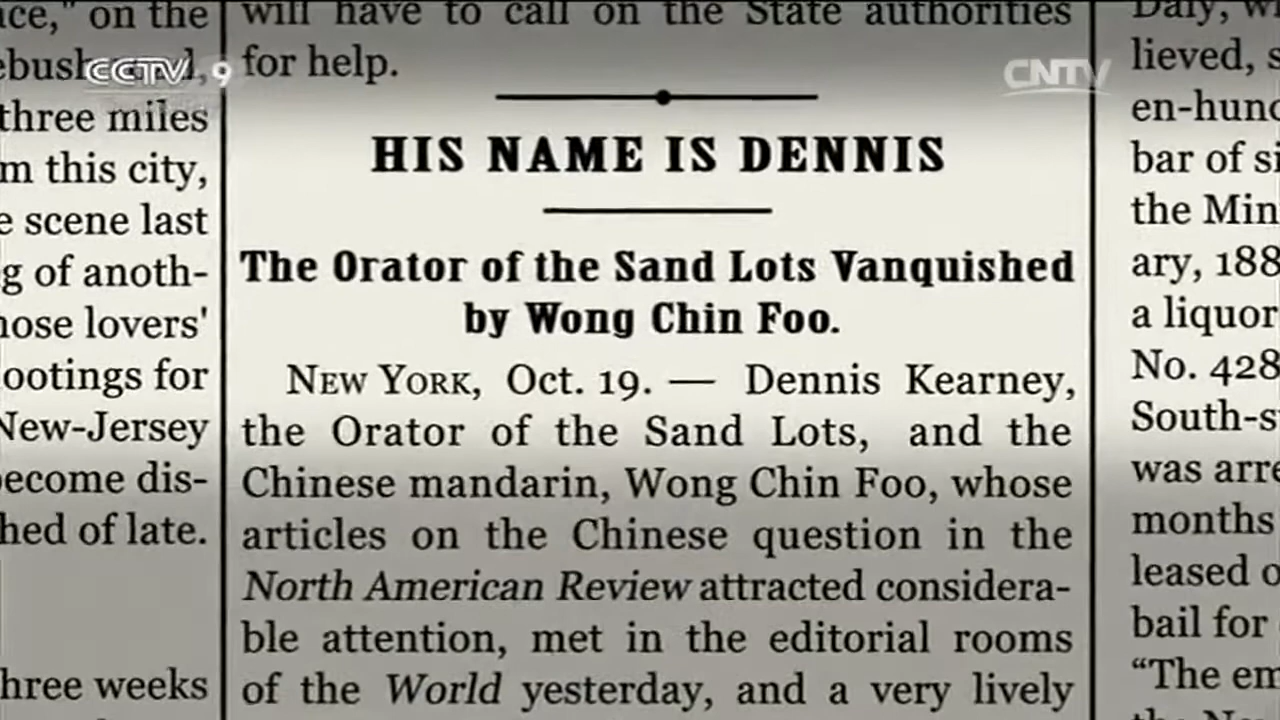 ace," on the
three miles
m this city,
e scene last
g of anoth-
hose lovers'
ootings for
New-Jersey
ecome dis-
hed of late.
hree weeks
CCTV 9
CNTV
will have to call on the State authorities
for help.
HIS NAME IS DENNIS
The Orator of the Sand Lots Vanquished
by Wong Chin Foo.
NEW YORK, Oct. 19. — Dennis Kearney,
the Orator of the Sand Lots, and the
Chinese mandarin, Wong Chin Foo, whose
articles on the Chinese question in the
North American Review attracted considera-
ble attention, met in the editorial rooms
of the World yesterday, and a very lively
Daly, w
lieved, s
en-hund
bar of si
the Min
ary, 188
a liquor
No. 428
South-s
was arre
months
leased o
bail for
“The em